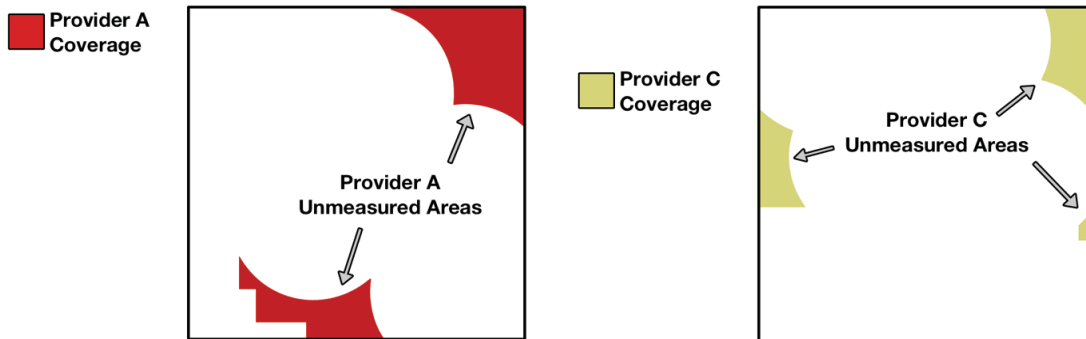 Provider A
Coverage
Provider A
Unmeasured Areas
Provider C
Coverage
Provider C
Unmeasured Areas